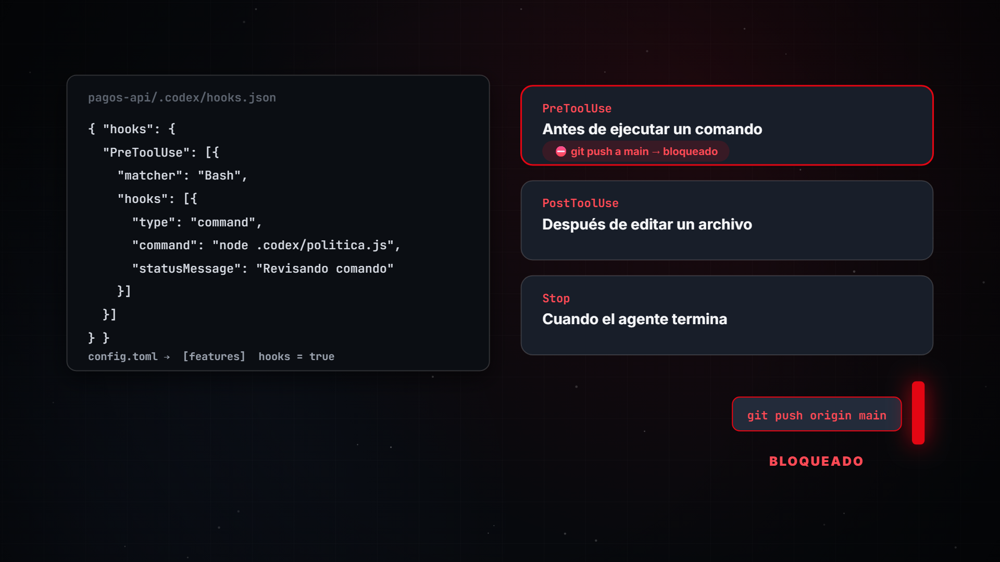 pagos-api/.codex/hooks.json
{ "hooks": {
  "PreToolUse": [{
    "matcher": "Bash",
    "hooks": [{
      "type": "command",
      "command": "node .codex/politica.js",
      "statusMessage": "Revisando comando"
    }]
  }]
} }
config.toml → [features] hooks = true
PreToolUse
Antes de ejecutar un comando
⛔ git push a main → bloqueado
PostToolUse
Después de editar un archivo
Stop
Cuando el agente termina
git push origin main
BLOQUEADO